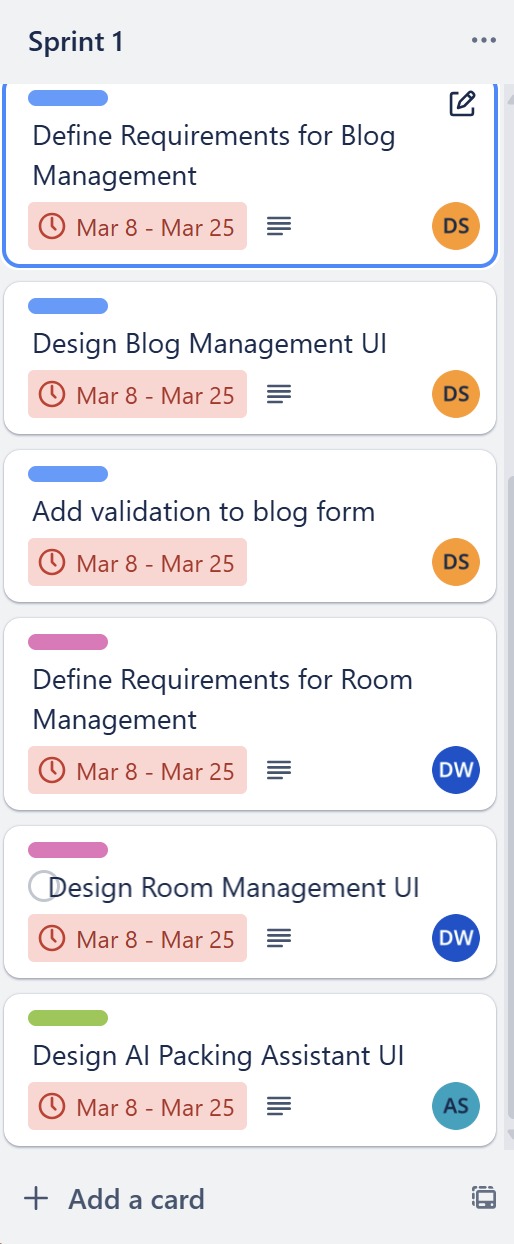 Sprint 1
Define Requirements for Blog
Management
Mar 8 - Mar 25
DS
Design Blog Management UI
Mar 8 - Mar 25
DS
Add validation to blog form
Mar 8 - Mar 25
DS
Define Requirements for Room
Management
Mar 8 - Mar 25
DW
Design Room Management UI
Mar 8 - Mar 25
DW
Design AI Packing Assistant UI
Mar 8 - Mar 25
AS
Add a card